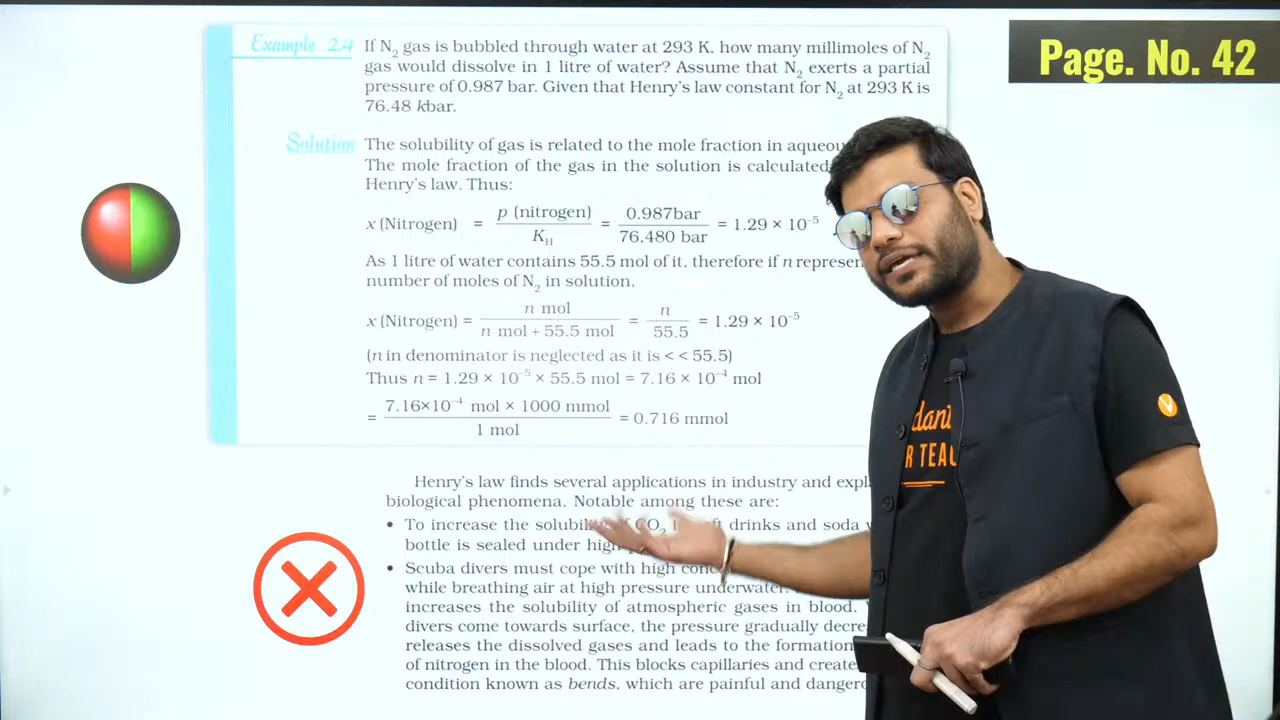 Page. No. 42
Example 2.4
If N₂ gas is bubbled through water at 293 K, how many millimoles of N₂
gas would dissolve in 1 litre of water? Assume that N₂ exerts a partial
pressure of 0.987 bar. Given that Henry's law constant for N₂ at 293 K is
76.48 kbar.
Solution
The solubility of gas is related to the mole fraction in
The mole fraction of the gas in the solution is calculated
Henry's law. Thus:
x (Nitrogen) = p (nitrogen) / K_H = 0.987bar / 76,480 bar = 1.29 × 10⁻⁵
As 1 litre of water contains 55.5 mol of it, therefore if n
number of moles of N₂ in solution,
x (Nitrogen) = n mol / n mol + 55.5 mol = n / 55.5 = 1.29 × 10⁻⁵
(n in denominator is neglected as it is < < 55.5)
Thus n = 1.29 × 10⁻⁵ × 55.5 mol = 7.16 × 10⁻⁴ mol
= 7.16×10⁻⁴ mol × 1000 mmol / 1 mol = 0.716 mmol
Henry's law finds several applications in industry and
biological phenomena. Notable among these are:
• To increase the of CO₂ drinks and soda
bottle is sealed under
• Scuba divers must cope with high
while breathing air at high pressure underwater.
increases the solubility of atmospheric gases in blood.
divers come towards surface, the pressure gradually
releases the dissolved gases and leads to the formation
of nitrogen in the blood. This blocks capillaries and
condition known as bends, which are painful and